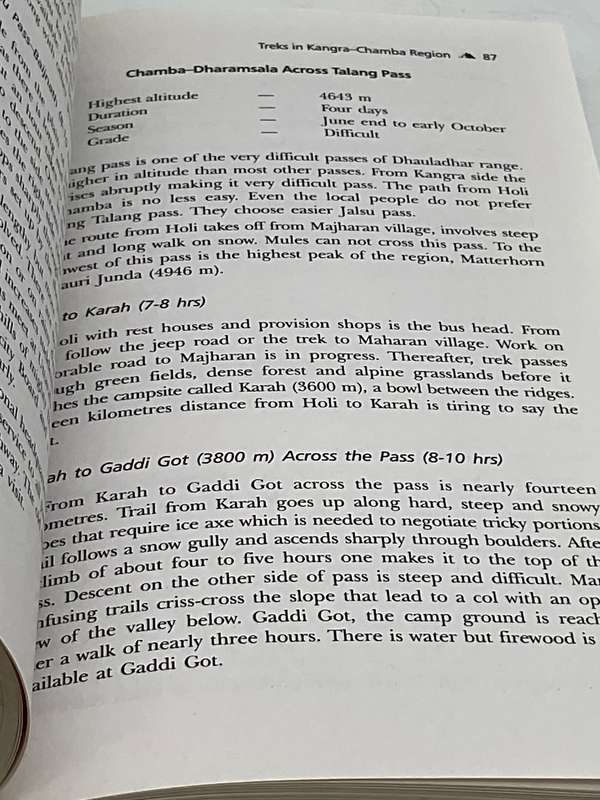 Treks in Kangra–Chamba Region 87
Chamba–Dharamsala Across Talang Pass
Highest altitude — 4643 m
Duration — Four days
Season — June end to early October
Grade — Difficult
ang pass is one of the very difficult passes of Dhauladhar range.
igher in altitude than most other passes. From Kangra side the
ises abruptly making it very difficult pass. The path from Holi
hamba is no less easy. Even the local people do not prefer
ng Talang pass. They choose easier Jalsu pass.
e route from Holi takes off from Majharan village, involves steep
t and long walk on snow. Mules can not cross this pass. To the
west of this pass is the highest peak of the region, Matterhorn
auri Junda (4946 m).
to Karah (7-8 hrs)
oli with rest houses and provision shops is the bus head. From
follow the jeep road or the trek to Maharan village. Work on
orable road to Majharan is in progress. Thereafter, trek passes
ugh green fields, dense forest and alpine grasslands before it
hes the campsite called Karah (3600 m), a bowl between the ridges.
een kilometres distance from Holi to Karah is tiring to say the
t.
ah to Gaddi Got (3800 m) Across the Pass (8-10 hrs)
From Karah to Gaddi Got across the pass is nearly fourteen
ometres. Trail from Karah goes up along hard, steep and snowy
pes that require ice axe which is needed to negotiate tricky portions
ail follows a snow gully and ascends sharply through boulders. Afte
limb of about four to five hours one makes it to the top of th
ss. Descent on the other side of pass is steep and difficult. Man
nfusing trails criss-cross the slope that lead to a col with an op
w of the valley below. Gaddi Got, the camp ground is reach
er a walk of nearly three hours. There is water but firewood is
ailable at Gaddi Got.